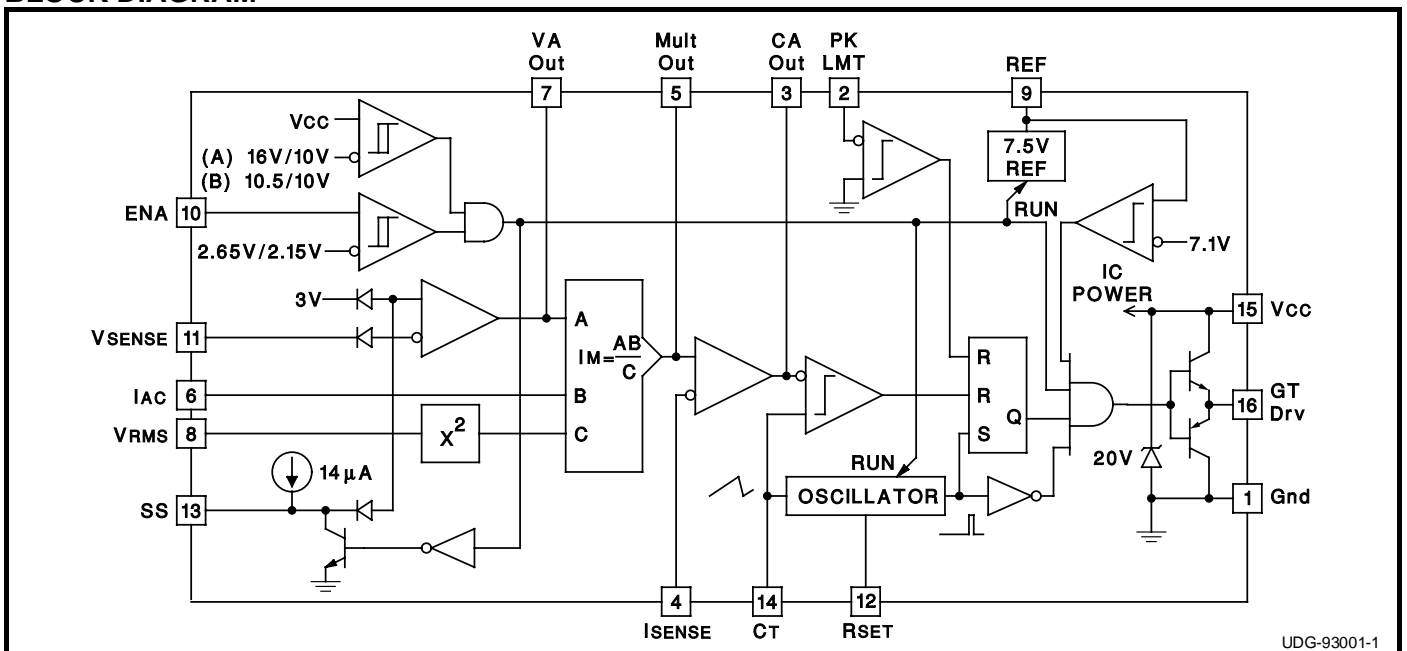 BLOCK DIAGRAM
VA
Out
Mult
Out
CA
Out
PK
LMT
REF
7
5
3
2
9
VCC
(A) 16V/10V
(B) 10.5/10V
7.5V
REF
ENA 10
RUN
2.65V/2.15V
7.1V
3V
IC
POWER
15 VCC
VSENSE 11
A
IM=AB/C
R
IAC 6
B
R
16 GT
Drv
VRMS 8
X²
C
S
Q
RUN
20V
14µA
OSCILLATOR
SS 13
1 Gnd
4
14
12
ISENSE
CT
RSET
UDG-93001-1